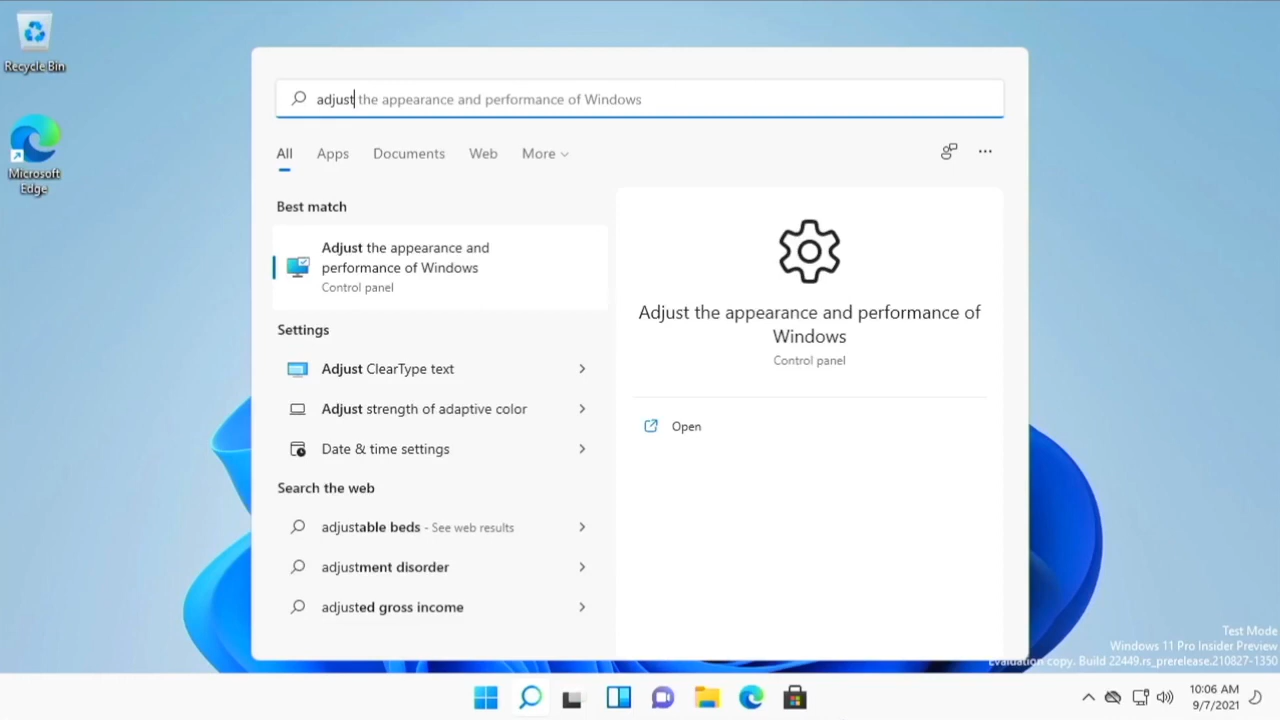 Recycle Bin
Microsoft
Edge
adjust the appearance and performance of Windows
All Apps Documents Web More
Best match
Adjust the appearance and
performance of Windows
Control panel
Settings
Adjust ClearType text
Adjust strength of adaptive color
Date & time settings
Search the web
adjustable beds - See web results
adjustment disorder
adjusted gross income
Adjust the appearance and performance of
Windows
Control panel
Open
Test Mode
Windows 11 Pro Insider Preview
Evaluation copy. Build 22449.rs_prerelease.210827-1350
10:06 AM
9/7/2021